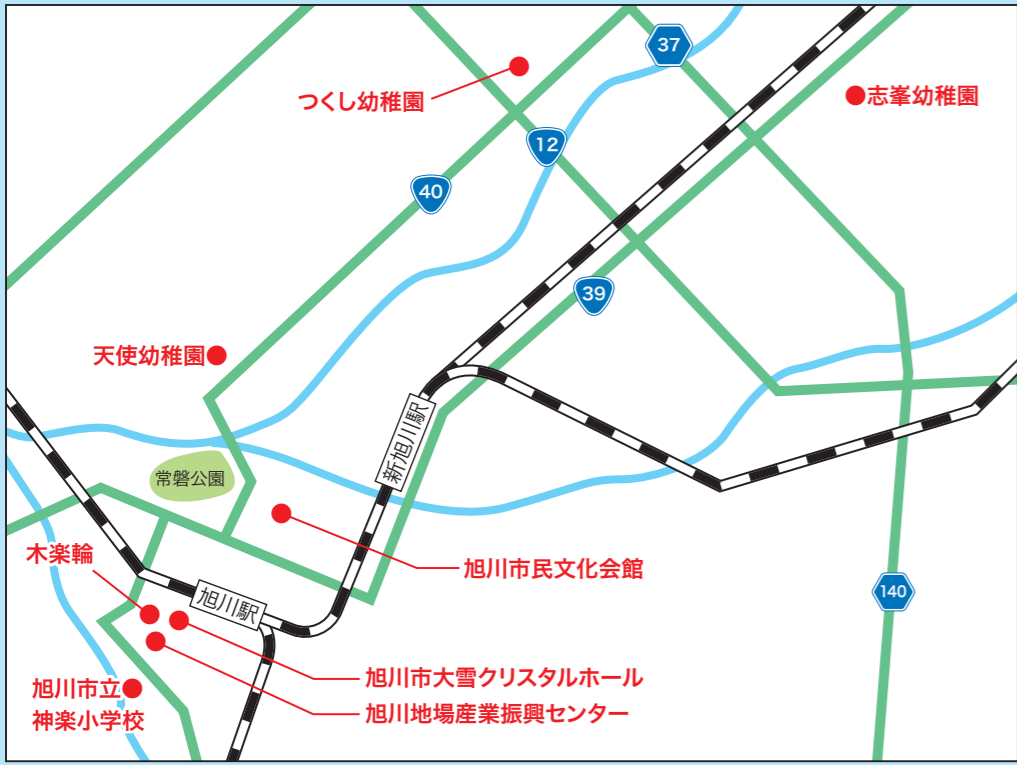 37
つくし幼稚園
志峯幼稚園
12
40
39
天使幼稚園
新旭川駅
常磐公園
木楽輪
旭川市民文化会館
旭川駅
140
旭川市大雪クリスタルホール
旭川市立
神楽小学校
旭川地場産業振興センター